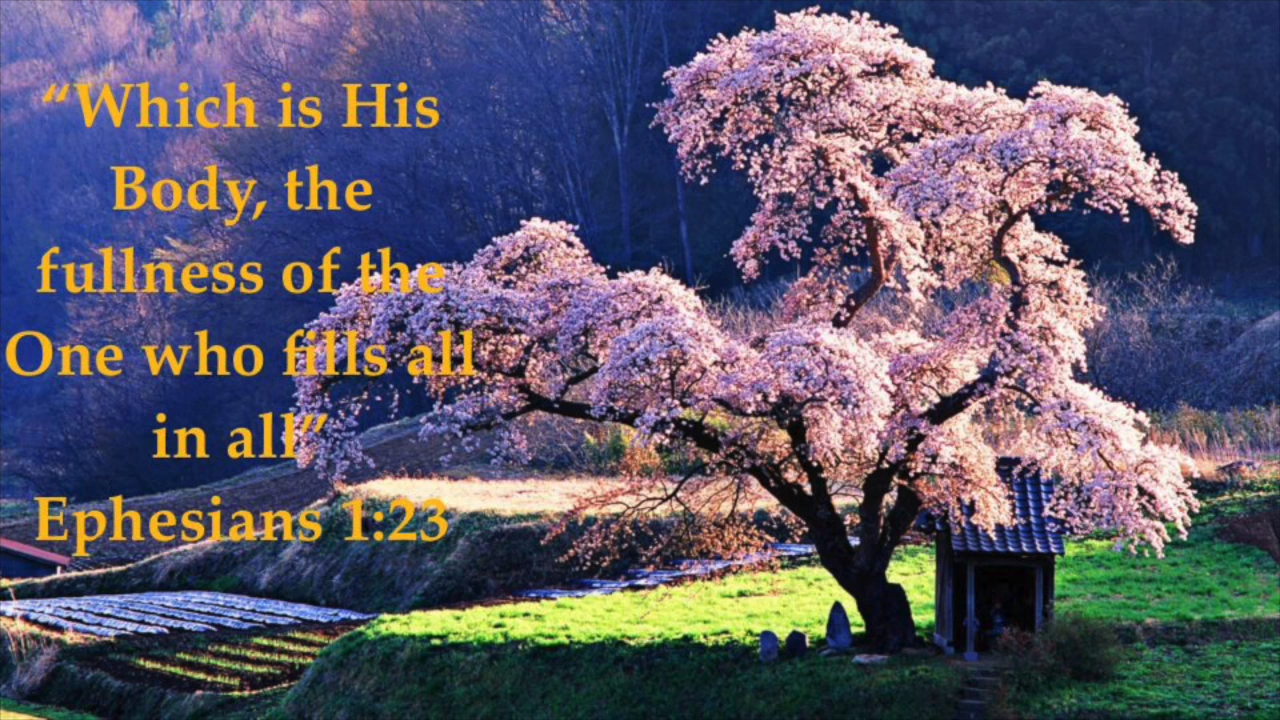 “Which is His
Body, the
fullness of the
One who fills all
in all”
Ephesians 1:23